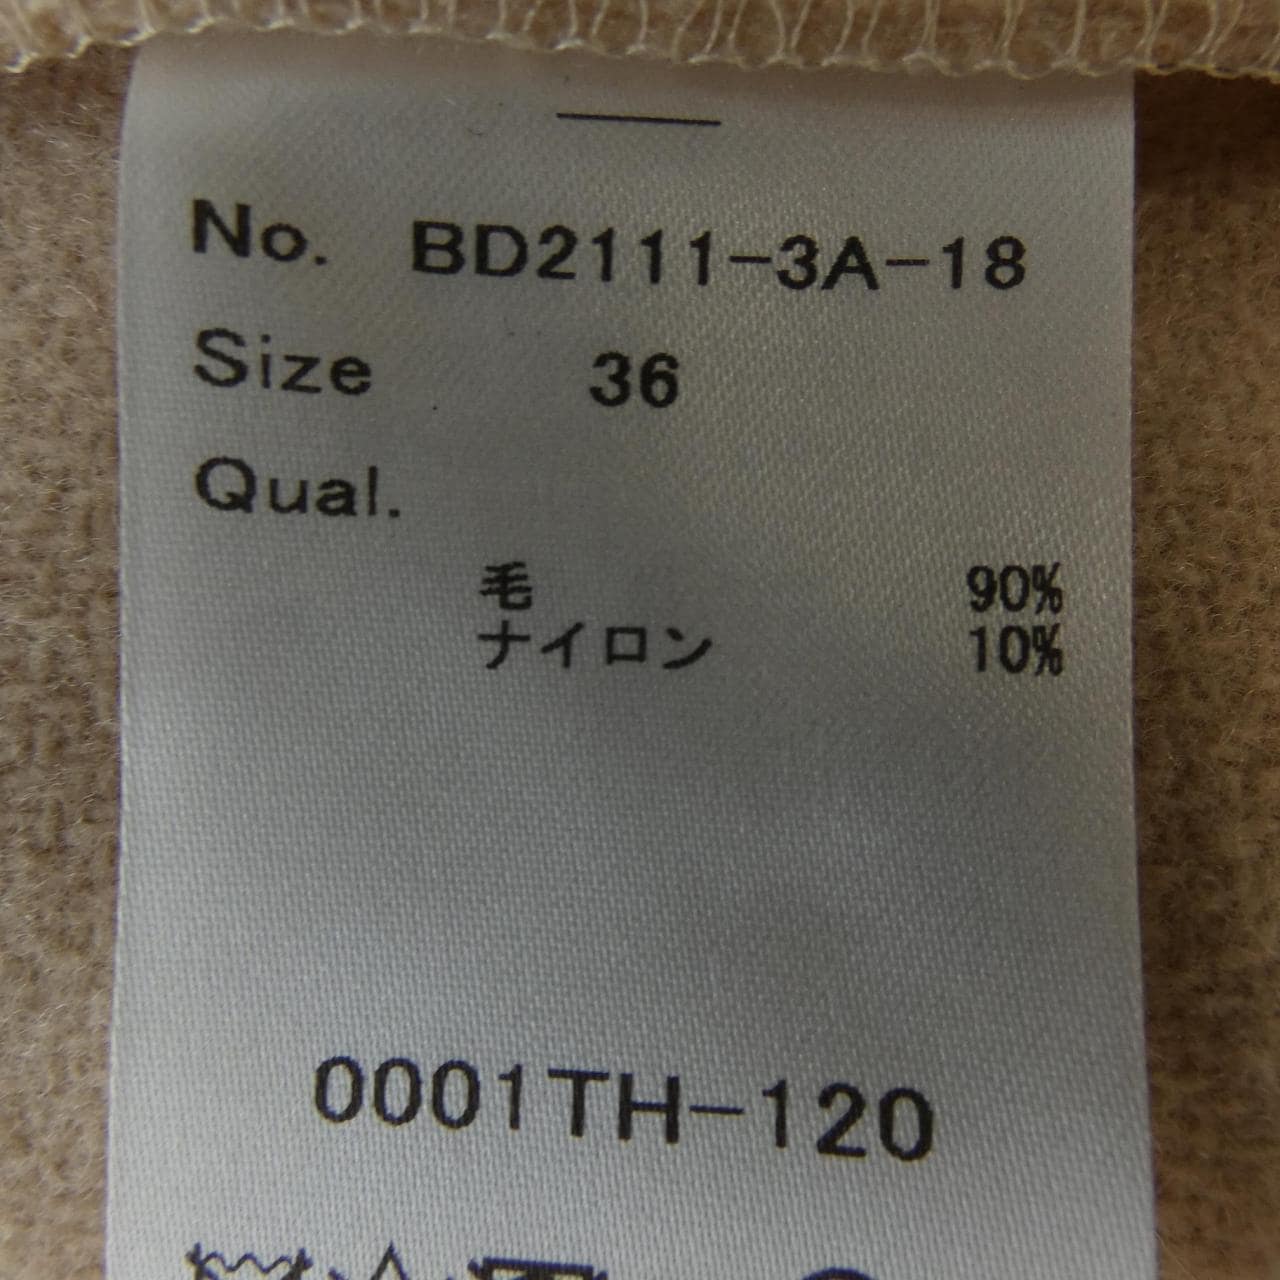 No. BD2111-3A-18
Size 36
Qual.
毛 90%
ナイロン 10%
0001TH-120